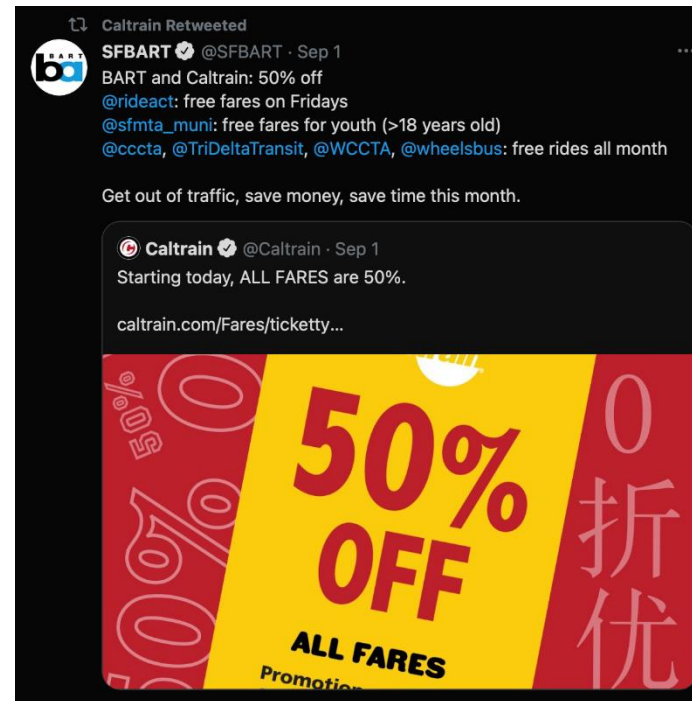 Caltrain Retweeted
SFBART @SFBART · Sep 1
BART and Caltrain: 50% off
@rideact: free fares on Fridays
@sfmta_muni: free fares for youth (>18 years old)
@cccta, @TriDeltaTransit, @WCCTA, @wheelsbus: free rides all month
Get out of traffic, save money, save time this month.
Caltrain @Caltrain · Sep 1
Starting today, ALL FARES are 50%.
caltrain.com/Fares/ticketty...
50%
50%
OFF
ALL FARES
0
折
优